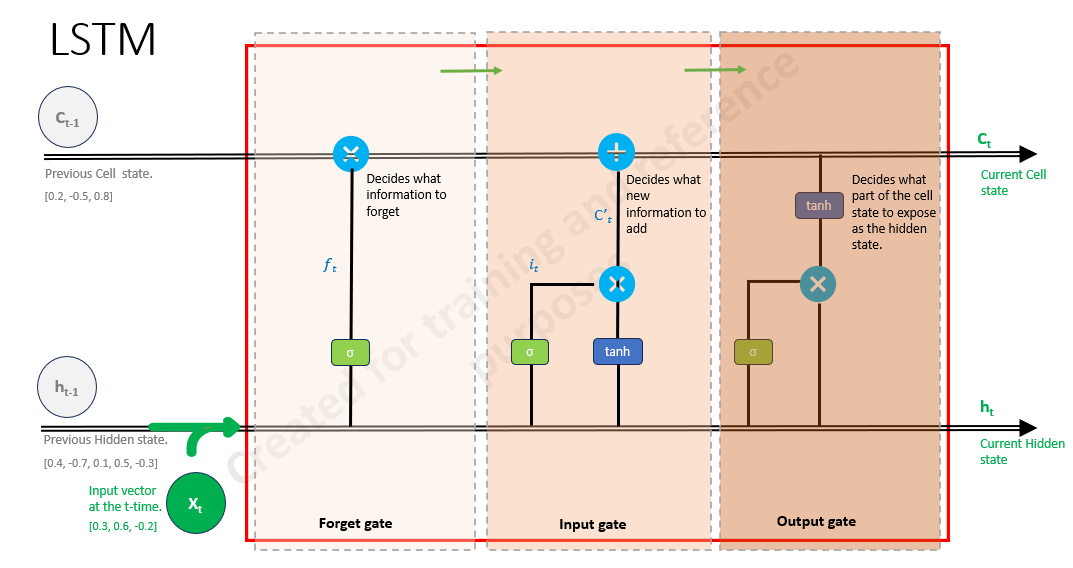 LSTM
Ct-1
Previous Cell state.
[0.2, -0.5, 0.8]
ht-1
Previous Hidden state.
[0.4, -0.7, 0.1, 0.5, -0.3]
Input vector
at the t-time.
[0.3, 0.6, -0.2]
Xt
×
Decides what
information to
forget
ft
σ
Forget gate
+
Decides what
new
information to
add
C't
it
×
σ
tanh
Input gate
Decides what
part of the cell
state to expose
as the hidden
state.
tanh
×
σ
Output gate
Ct
Current Cell
state
ht
Current Hidden
state
Created for training and reference
purposes